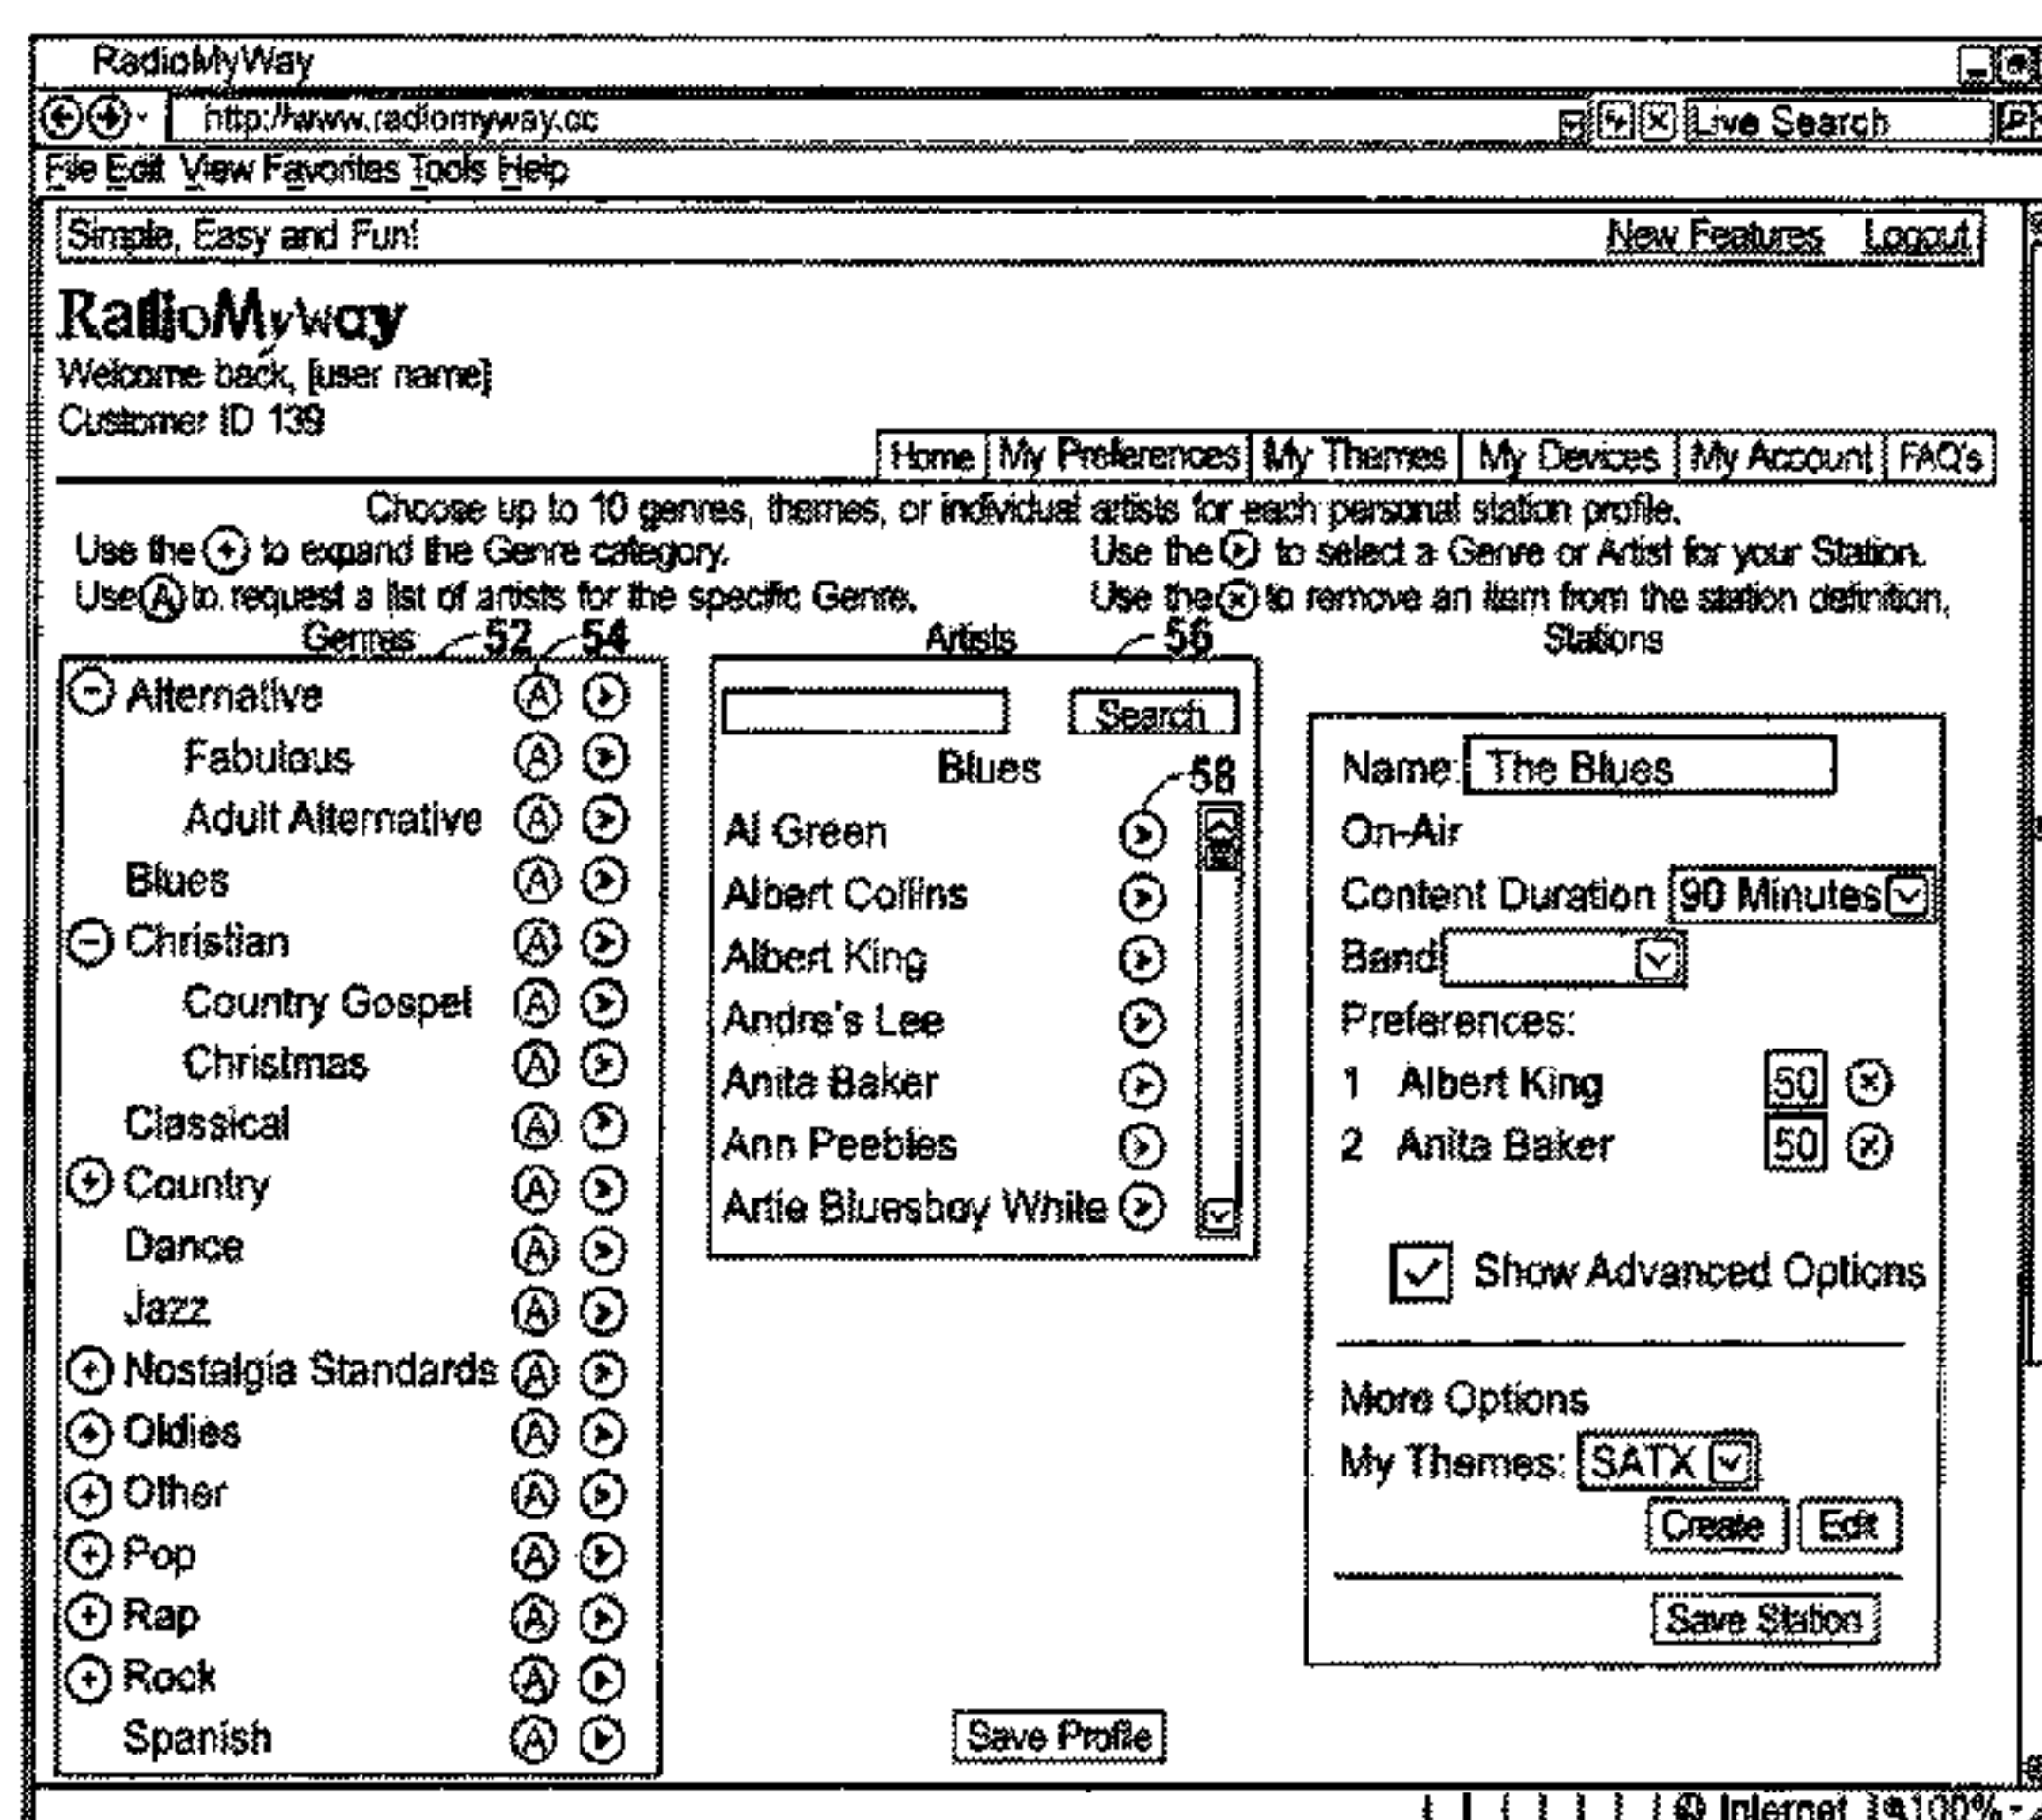 RadioMyWay
http://www.radiomyway.cc
Live Search
File Edit View Favorites Tools Help
Simple, Easy and Fun! New Features Logout
RadioMyWay
Welcome back, [user name]
Customer ID 139
Home My Preferences My Themes My Devices My Account FAQ's
Choose up to 10 genres, themes, or individual artists for each personal station profile.
Use the + to expand the Genre category.
Use the to select a Genre or Artist for your Station.
Use A to request a list of artists for the specific Genre.
Use the x to remove an item from the station definition,
Genres 52 54
Alternative A
Fabulous A
Adult Alternative A
Blues A
Christian A
Country Gospel A
Christmas A
Classical A
Country A
Dance A
Jazz A
Nostalgia Standards A
Oldies A
Other A
Pop A
Rap A
Rock A
Spanish A
Artists 56
Search
Blues
58
Al Green
Albert Collins
Albert King
Andre's Lee
Anita Baker
Ann Peebles
Artie Bluesboy White
Save Profile
Stations
Name: The Blues
On-Air
Content Duration 90 Minutes
Band
Preferences:
1 Albert King 50
2 Anita Baker 50
Show Advanced Options
More Options
My Themes: SATX
Create Edit
Save Station
Internet 100%